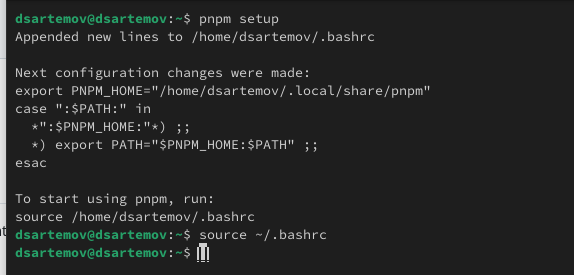 dsartemov@dsartemov:~$ pnpm setup
Appended new lines to /home/dsartemov/.bashrc

Next configuration changes were made:
export PNPM_HOME="/home/dsartemov/.local/share/pnpm"
case ":$PATH:" in
  *":$PNPM_HOME:"*) ;;
  *) export PATH="$PNPM_HOME:$PATH" ;;
esac

To start using pnpm, run:
source /home/dsartemov/.bashrc
dsartemov@dsartemov:~$ source ~/.bashrc
dsartemov@dsartemov:~$